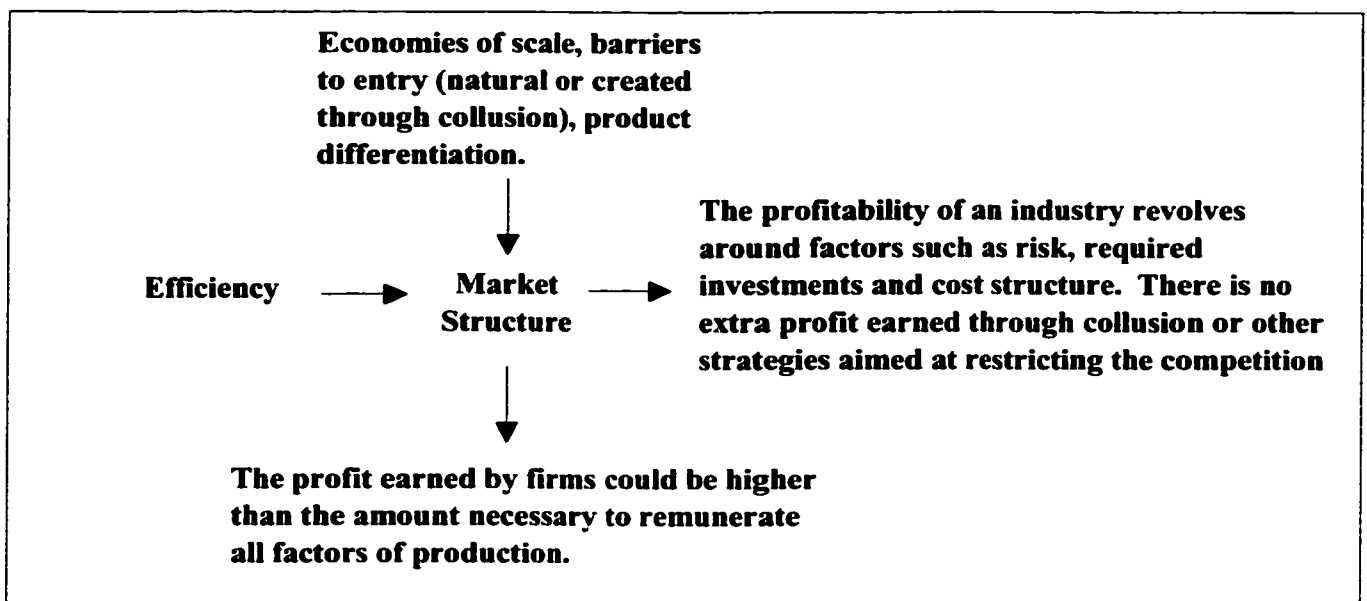 Economies of scale, barriers
to entry (natural or created
through collusion), product
differentiation.
The profitability of an industry revolves
around factors such as risk, required
investments and cost structure. There is no
extra profit earned through collusion or other
strategies aimed at restricting the competition
Efficiency
Market
Structure
The profit earned by firms could be higher
than the amount necessary to remunerate
all factors of production.